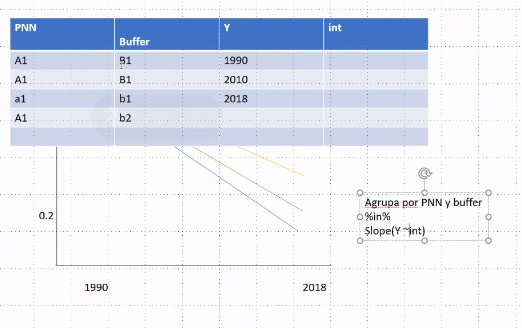 PNN Buffer Y int
A1 B1 1990
A1 B1 2010
a1 b1 2018
A1 b2
0.2
Agrupa por PNN y buffer
%in%
Slope(Y ~int)
1990 2018